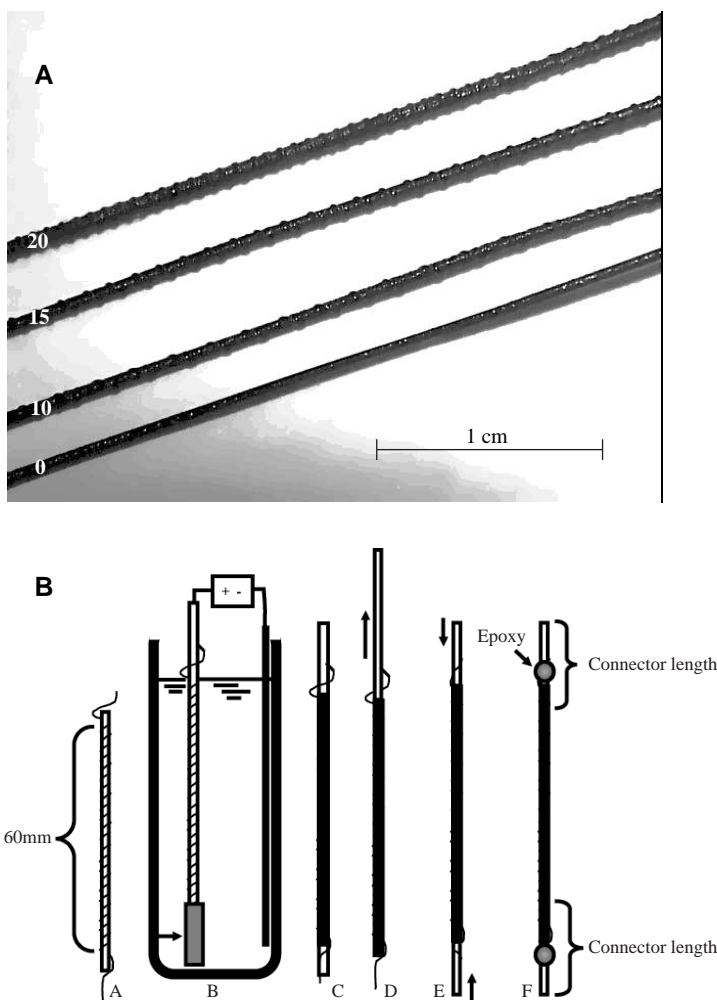 A
20
15
10
0
1 cm
B
+ -
Epoxy
Connector length
60mm
Connector length
A B C D E F